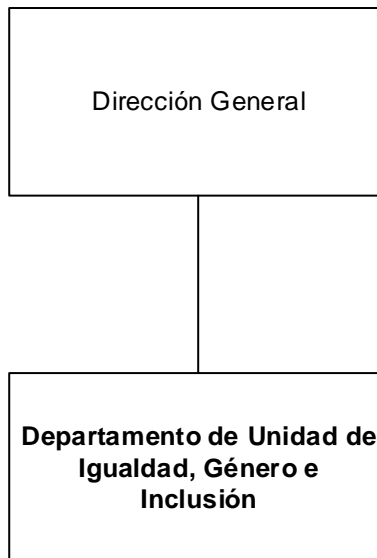 Dirección General
Departamento de Unidad de
Igualdad, Género e
Inclusión